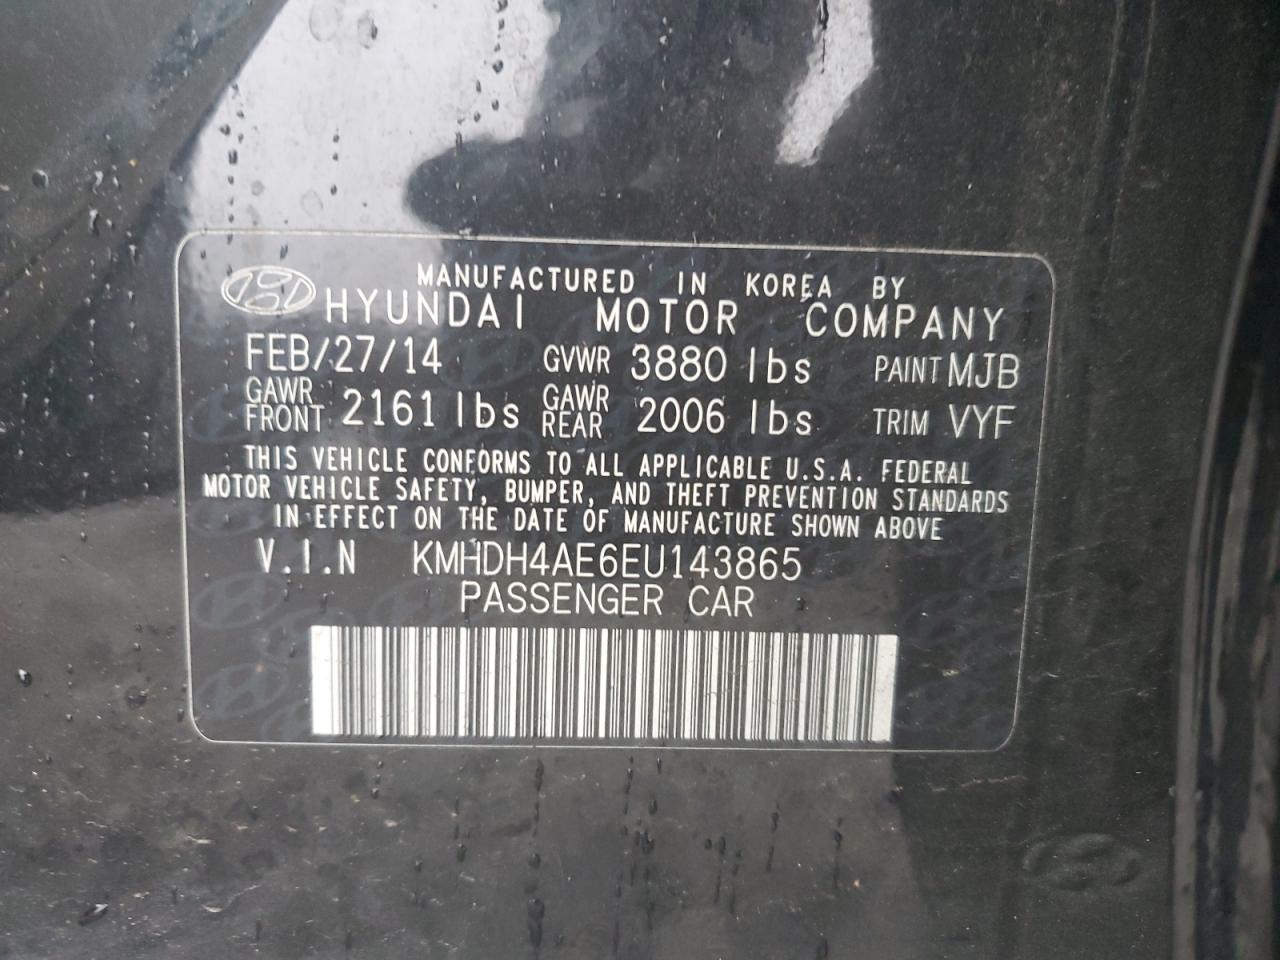 MANUFACTURED IN KOREA BY
HYUNDAI MOTOR COMPANY
FEB/27/14 GVWR 3880 lbs PAINT MJB
GAWR FRONT 2161 lbs GAWR REAR 2006 lbs TRIM VYF
THIS VEHICLE CONFORMS TO ALL APPLICABLE U.S.A. FEDERAL
MOTOR VEHICLE SAFETY, BUMPER, AND THEFT PREVENTION STANDARDS
IN EFFECT ON THE DATE OF MANUFACTURE SHOWN ABOVE
V.I.N KMHDH4AE6EU143865
PASSENGER CAR